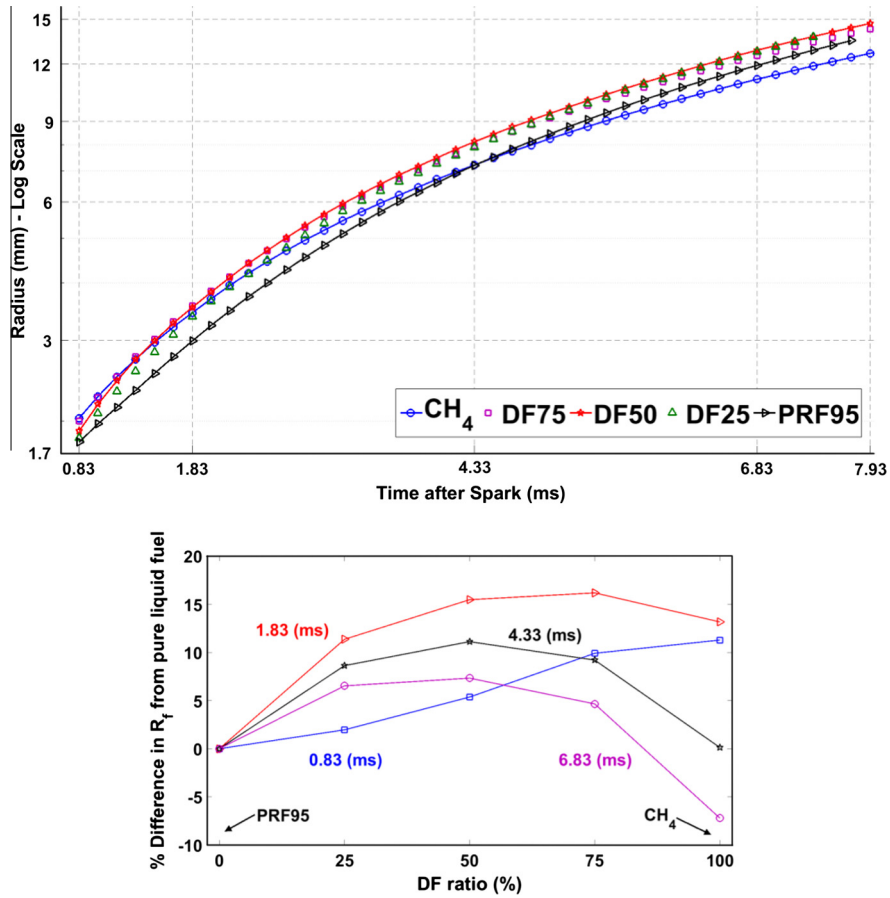 15
12
9
6
3
1.7
Radius (mm) - Log Scale
CH4 DF75 DF50 DF25 PRF95
0.83 1.83 4.33 6.83 7.93
Time after Spark (ms)
% Difference in Rf from pure liquid fuel
20
15
10
5
0
-5
-10
1.83 (ms)
4.33 (ms)
0.83 (ms)
6.83 (ms)
PRF95
CH4
0 25 50 75 100
DF ratio (%)